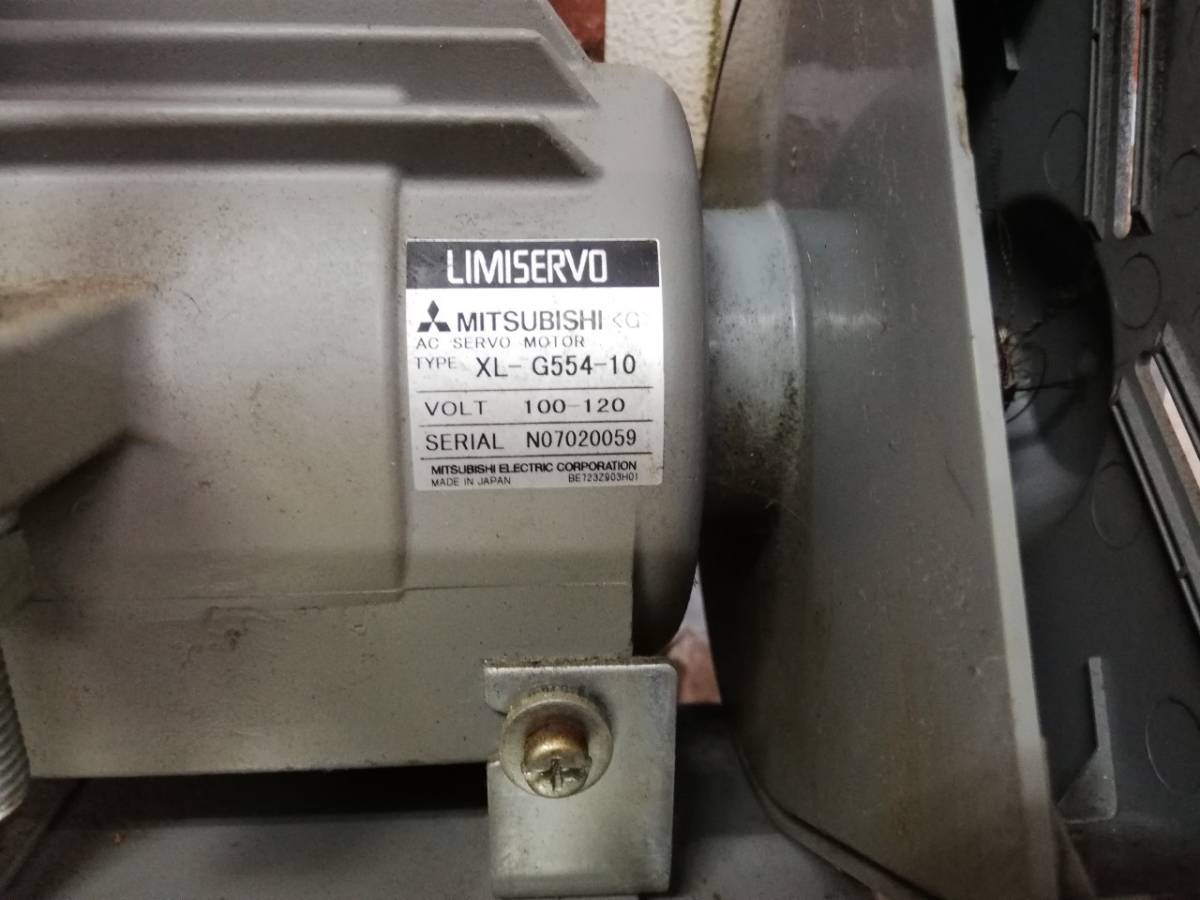 LIMISERVO
MITSUBISHI <G>
AC SERVO MOTOR
TYPE XL-G554-10
VOLT 100-120
SERIAL N07020059
MITSUBISHI ELECTRIC CORPORATION
MADE IN JAPAN BE723Z903H01